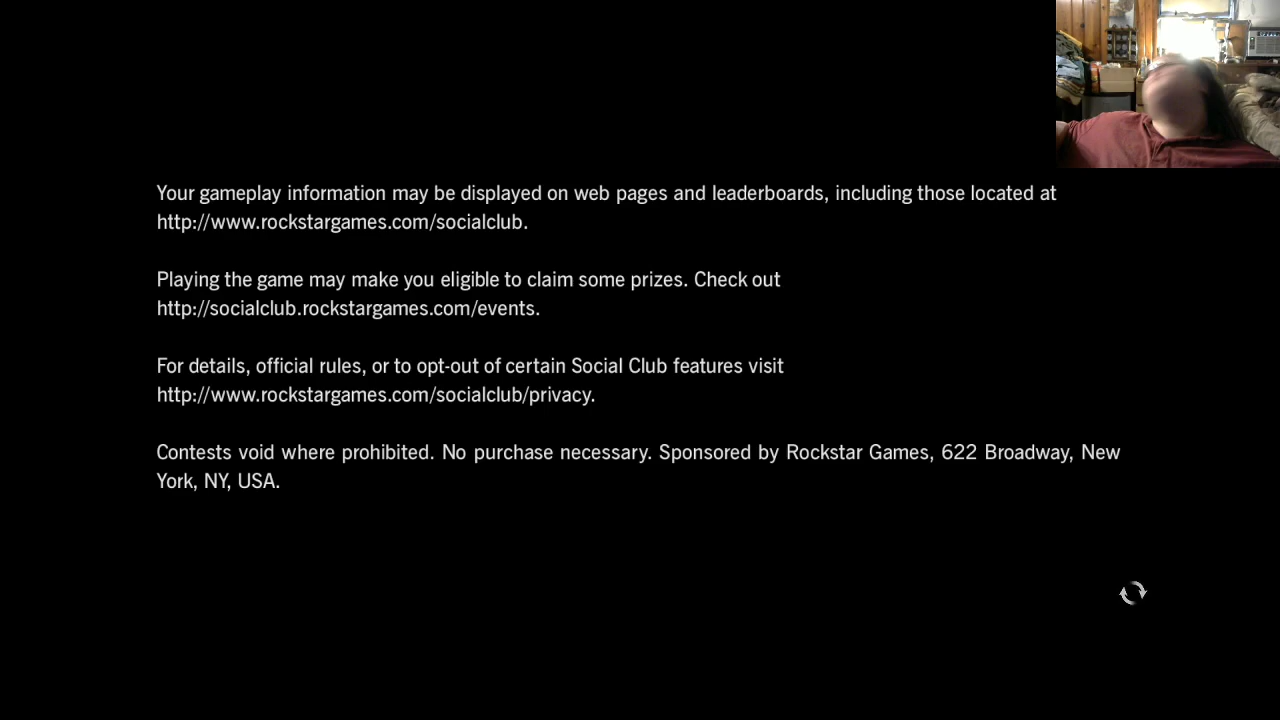 Your gameplay information may be displayed on web pages and leaderboards, including those located at
http://www.rockstargames.com/socialclub.
Playing the game may make you eligible to claim some prizes. Check out
http://socialclub.rockstargames.com/events.
For details, official rules, or to opt-out of certain Social Club features visit
http://www.rockstargames.com/socialclub/privacy.
Contests void where prohibited. No purchase necessary. Sponsored by Rockstar Games, 622 Broadway, New
York, NY, USA.